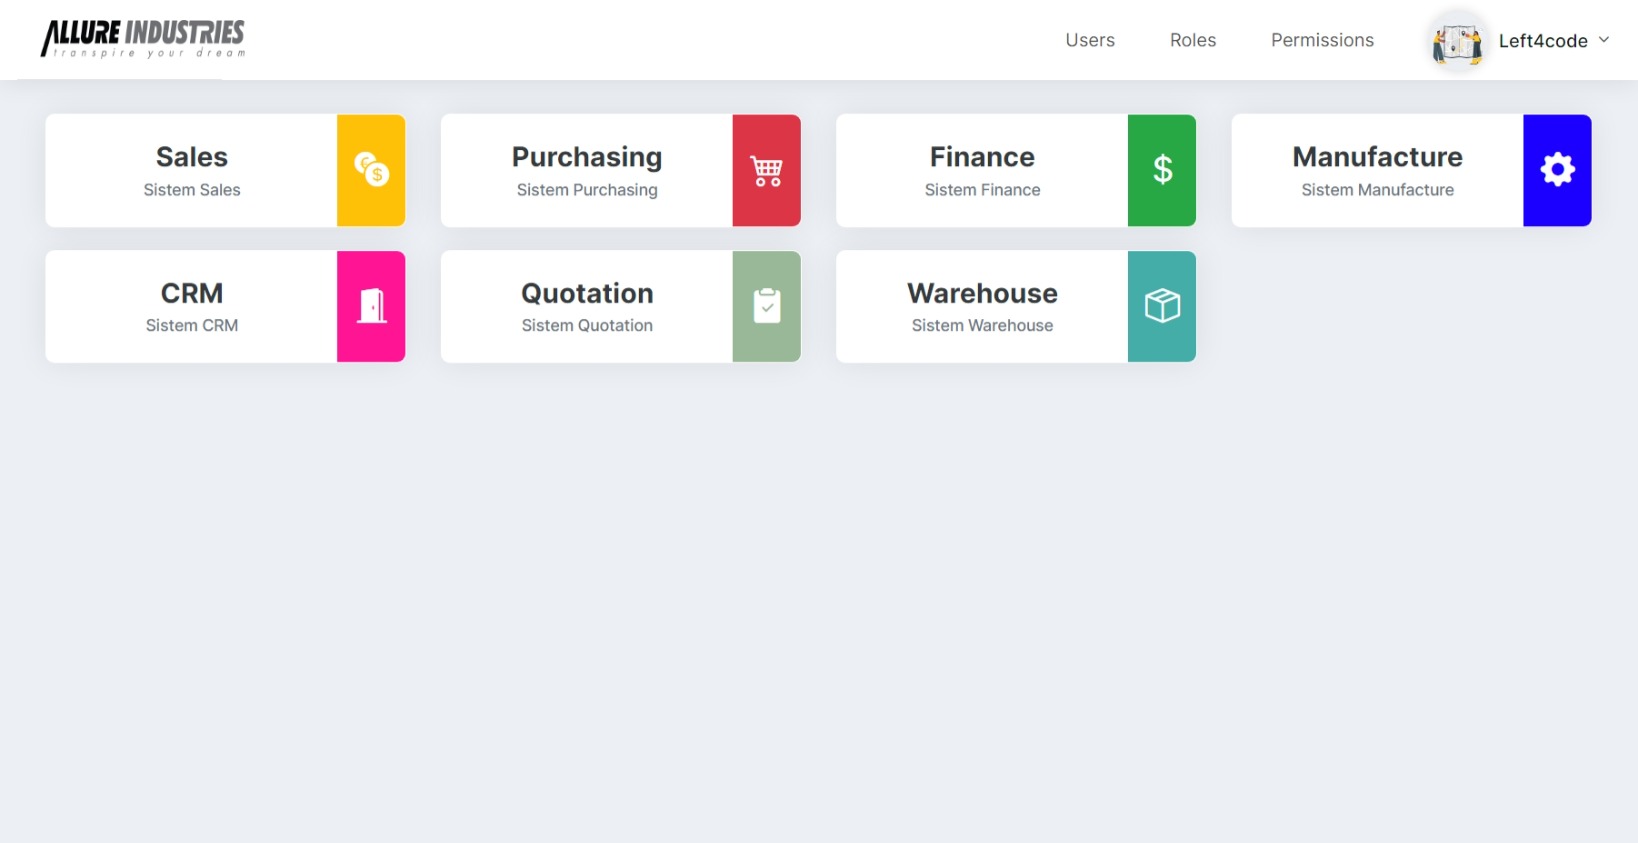 ALLURE INDUSTRIES
transpire your dream
Users
Roles
Permissions
Left4code
Sales
Sistem Sales
Purchasing
Sistem Purchasing
Finance
Sistem Finance
Manufacture
Sistem Manufacture
CRM
Sistem CRM
Quotation
Sistem Quotation
Warehouse
Sistem Warehouse